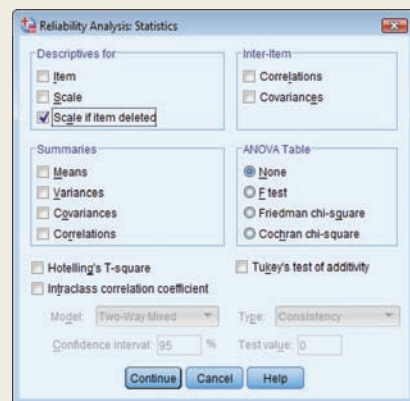 Reliability Analysis: Statistics
Descriptives for
Item
Scale
Scale if item deleted
Inter-Item
Correlations
Covariances
Summaries
Means
Variances
Covariances
Correlations
ANOVA Table
None
F test
Friedman chi-square
Cochran chi-square
Hotelling's T-square
Tukey's test of additivity
Intraclass correlation coefficient
Model: Two-Way Mixed Type: Consistency
Confidence interval: 95 % Test value: 0
Continue Cancel Help